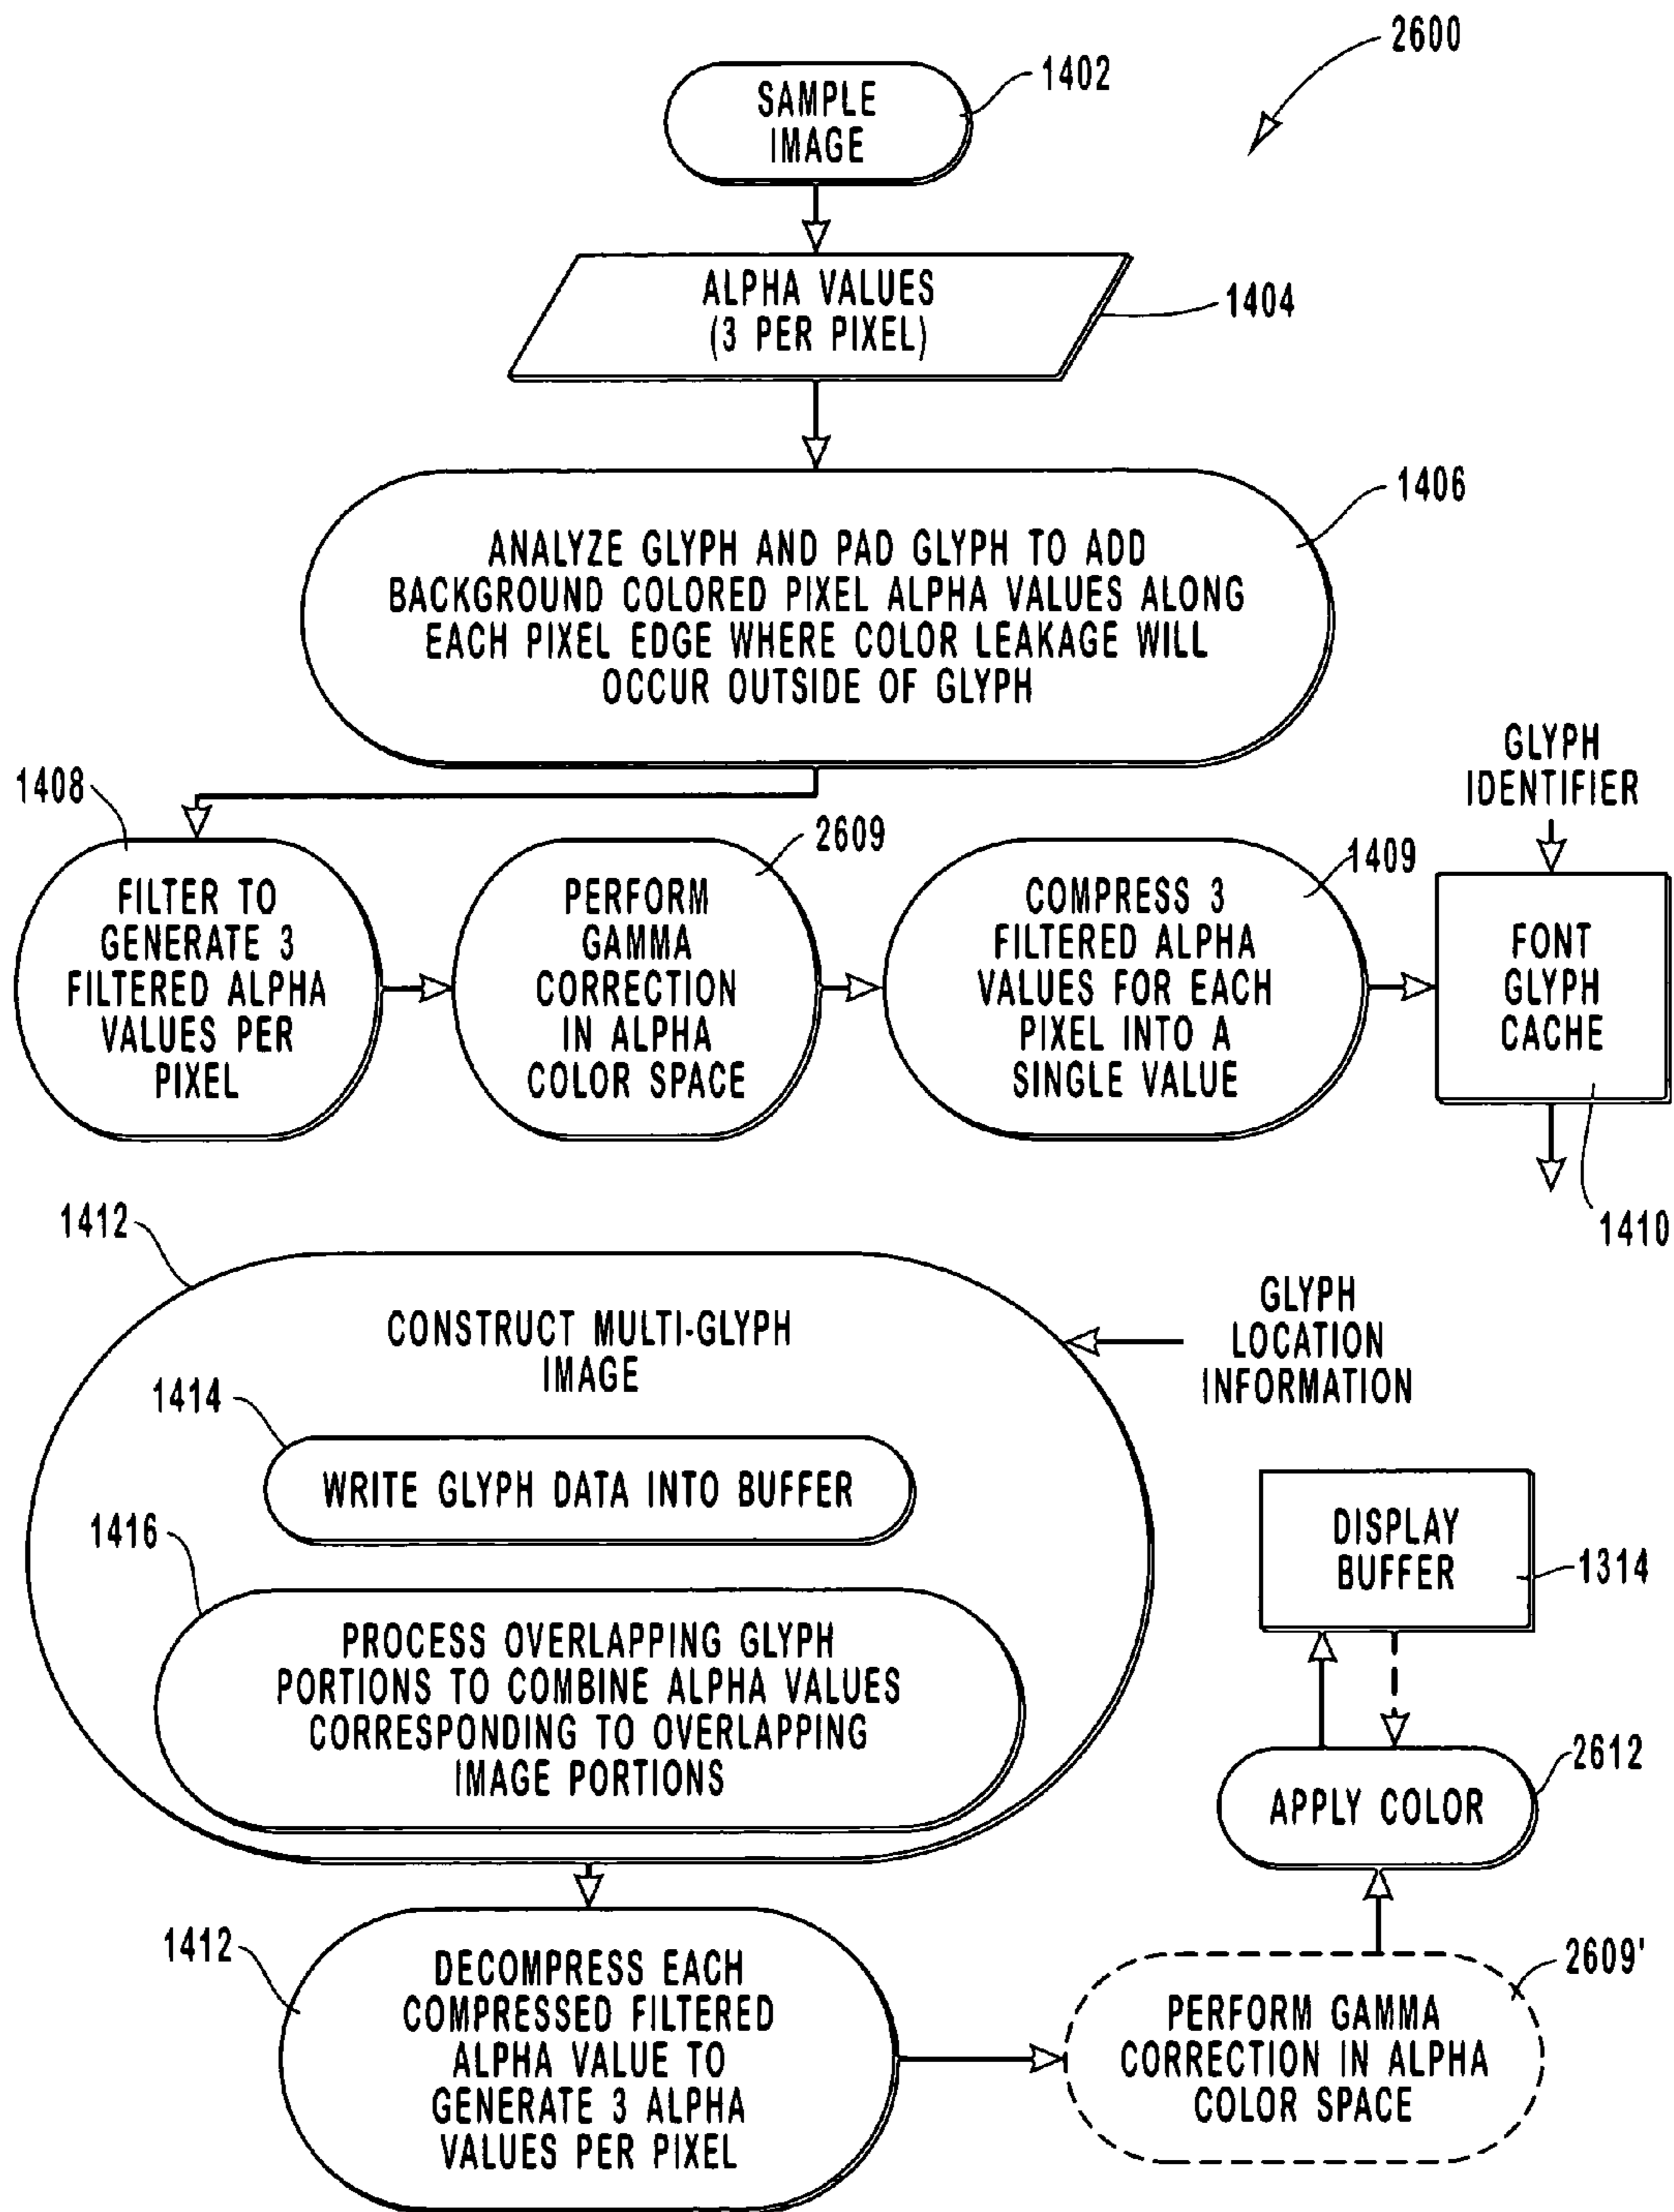 2600
1402
SAMPLE
IMAGE
ALPHA VALUES
(3 PER PIXEL)
1404
1406
ANALYZE GLYPH AND PAD GLYPH TO ADD
BACKGROUND COLORED PIXEL ALPHA VALUES ALONG
EACH PIXEL EDGE WHERE COLOR LEAKAGE WILL
OCCUR OUTSIDE OF GLYPH
1408
FILTER TO
GENERATE 3
FILTERED ALPHA
VALUES PER
PIXEL
2609
PERFORM
GAMMA
CORRECTION
IN ALPHA
COLOR SPACE
1409
COMPRESS 3
FILTERED ALPHA
VALUES FOR EACH
PIXEL INTO A
SINGLE VALUE
GLYPH
IDENTIFIER
FONT
GLYPH
CACHE
1410
1412
CONSTRUCT MULTI-GLYPH
IMAGE
GLYPH
LOCATION
INFORMATION
1414
WRITE GLYPH DATA INTO BUFFER
1416
PROCESS OVERLAPPING GLYPH
PORTIONS TO COMBINE ALPHA VALUES
CORRESPONDING TO OVERLAPPING
IMAGE PORTIONS
DISPLAY
BUFFER
1314
2612
APPLY COLOR
1412
DECOMPRESS EACH
COMPRESSED FILTERED
ALPHA VALUE TO
GENERATE 3 ALPHA
VALUES PER PIXEL
2609'
PERFORM GAMMA
CORRECTION IN ALPHA
COLOR SPACE